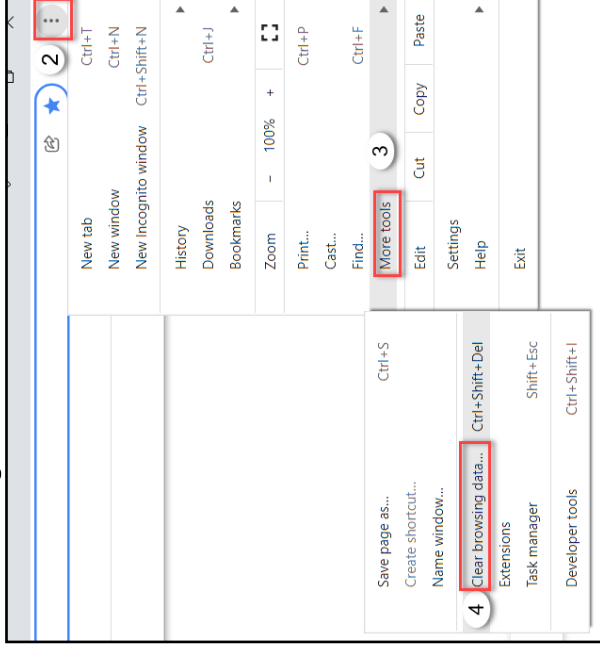 2
New tab Ctrl+T
New window Ctrl+N
New Incognito window Ctrl+Shift+N
History
Downloads Ctrl+J
Bookmarks
Zoom − 100% +
Print... Ctrl+P
Cast...
Find... Ctrl+F
More tools 3
Edit Cut Copy Paste
Settings
Help
Exit
Save page as... Ctrl+S
Create shortcut...
Name window...
4 Clear browsing data... Ctrl+Shift+Del
Extensions
Task manager Shift+Esc
Developer tools Ctrl+Shift+I